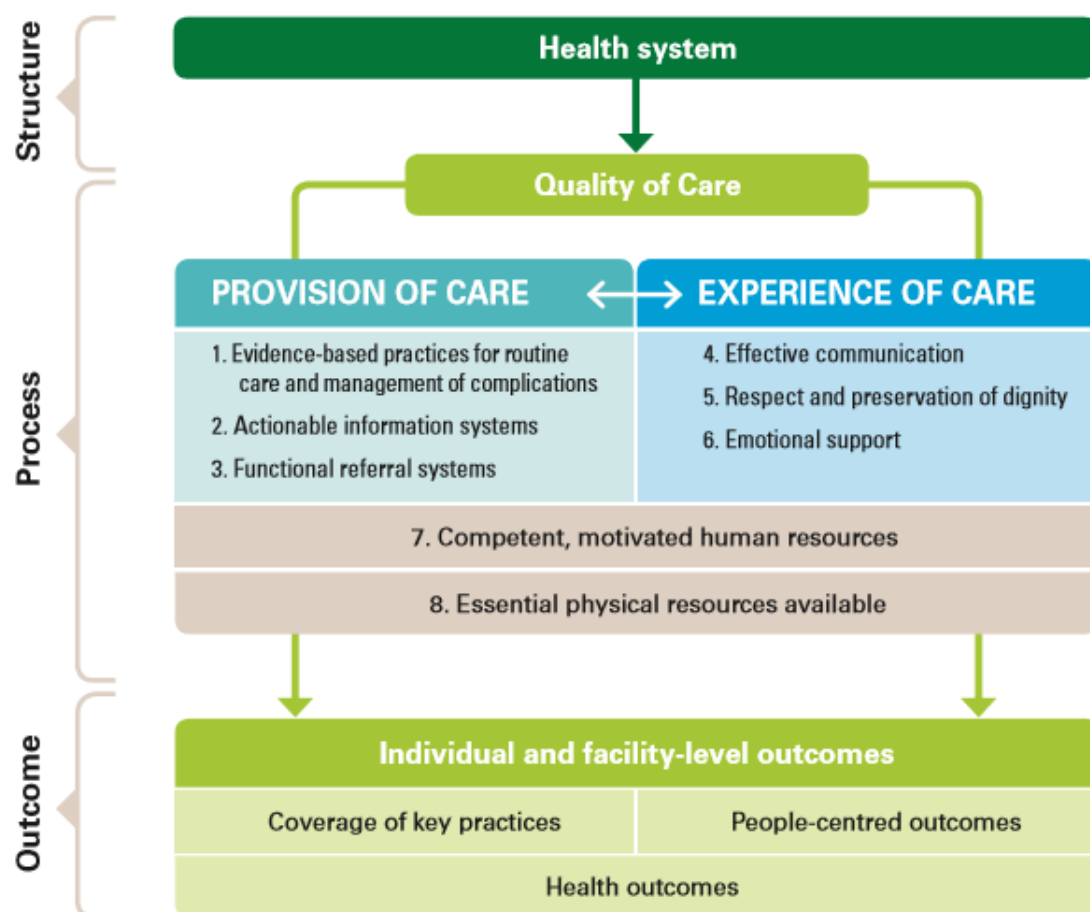 Structure
Health system
Quality of Care
Process
PROVISION OF CARE
EXPERIENCE OF CARE
1. Evidence-based practices for routine
care and management of complications
2. Actionable information systems
3. Functional referral systems
4. Effective communication
5. Respect and preservation of dignity
6. Emotional support
7. Competent, motivated human resources
8. Essential physical resources available
Outcome
Individual and facility-level outcomes
Coverage of key practices
People-centred outcomes
Health outcomes